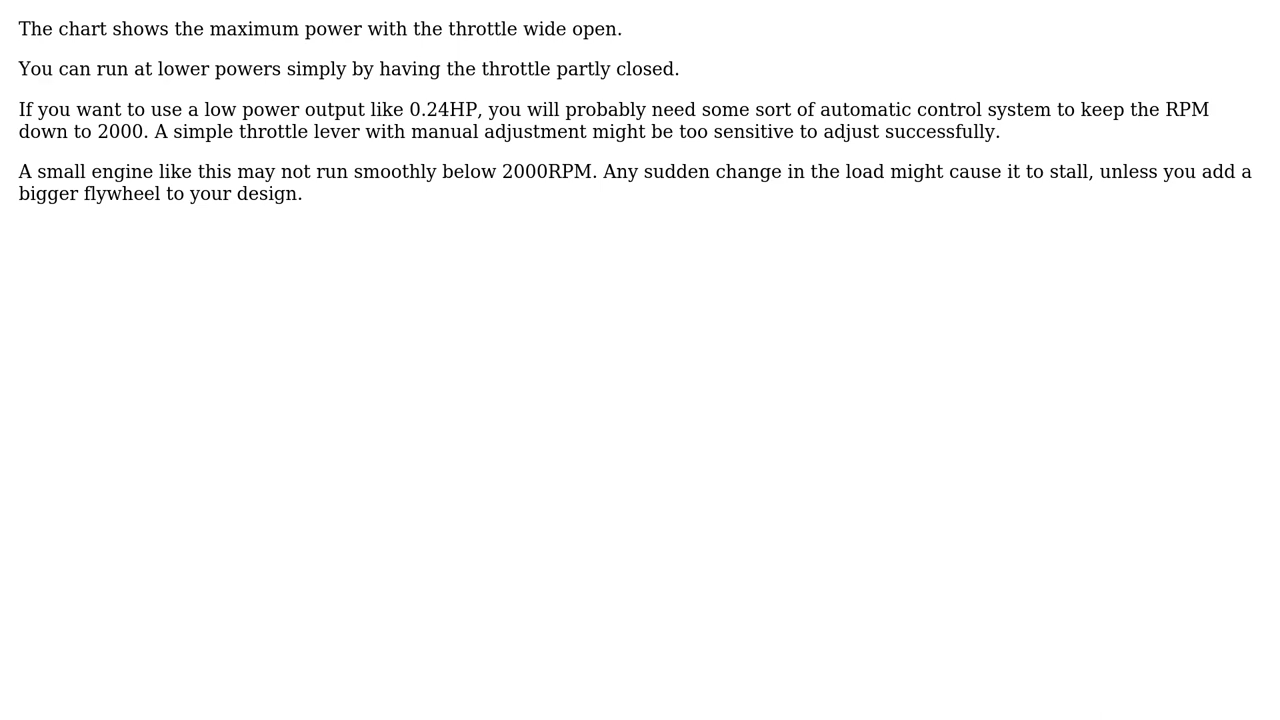 The chart shows the maximum power with the throttle wide open.
You can run at lower powers simply by having the throttle partly closed.
If you want to use a low power output like 0.24HP, you will probably need some sort of automatic control system to keep the RPM
down to 2000. A simple throttle lever with manual adjustment might be too sensitive to adjust successfully.
A small engine like this may not run smoothly below 2000RPM. Any sudden change in the load might cause it to stall, unless you add a
bigger flywheel to your design.